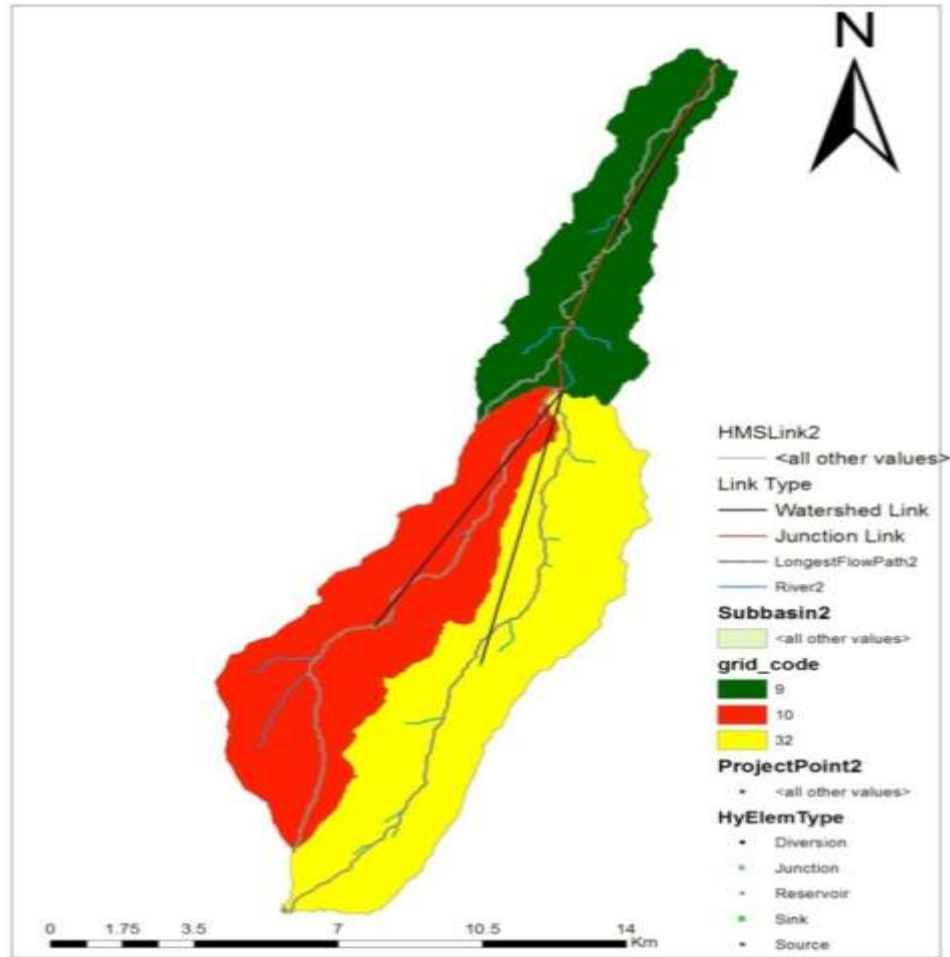 N
HMSLink2
<all other values>
Link Type
Watershed Link
Junction Link
LongestFlowPath2
River2
Subbasin2
<all other values>
grid_code
9
10
32
ProjectPoint2
<all other values>
HyElemType
Diversion
Junction
Reservoir
Sink
Source
0 1.75 3.5 7 10.5 14 Km